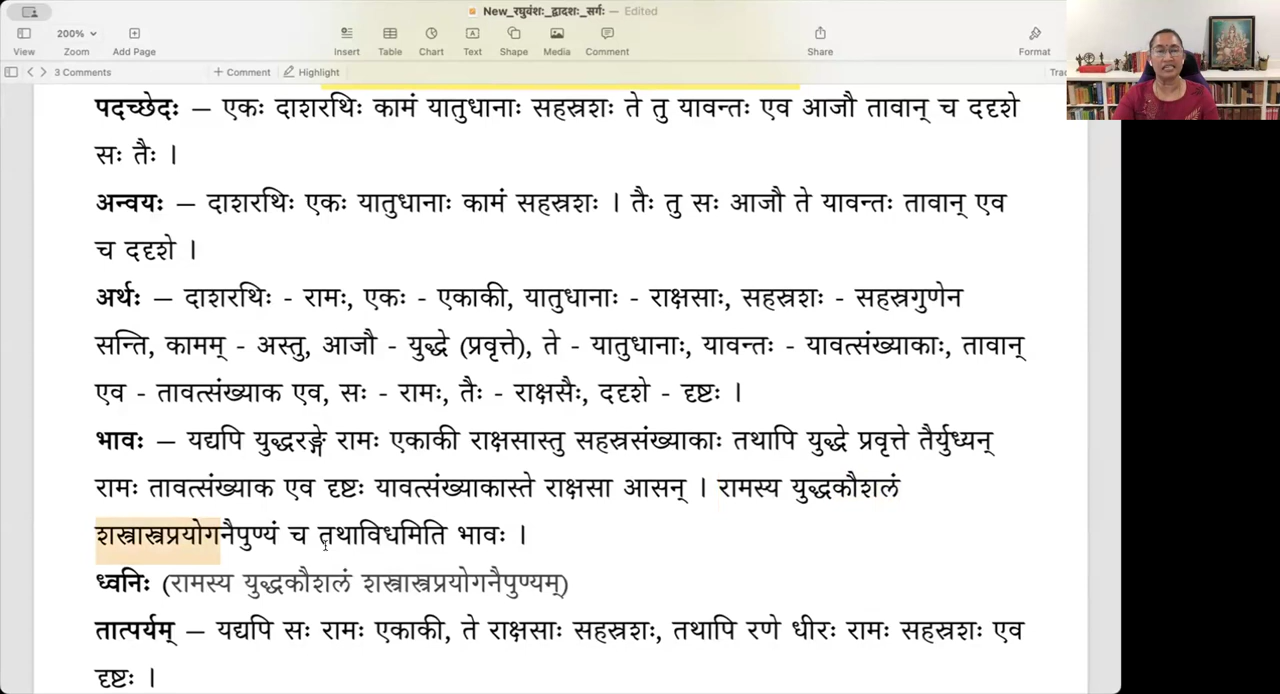 New_रघुवंशः_द्वादशः_सर्गः — Edited
200%
View Zoom Add Page Insert Table Chart Text Shape Media Comment Share Format
3 Comments + Comment Highlight
पदच्छेदः — एकः दाशरथिः कामं यातुधानाः सहस्रशः ते तु यावन्तः एव आजौ तावान् च ददृशे
सः तैः ।
अन्वयः — दाशरथिः एकः यातुधानाः कामं सहस्रशः । तैः तु सः आजौ ते यावन्तः तावान् एव
च ददृशे ।
अर्थः — दाशरथिः - रामः, एकः - एकाकी, यातुधानाः - राक्षसाः, सहस्रशः - सहस्रगुणेन
सन्ति, कामम् - अस्तु, आजौ - युद्धे (प्रवृत्ते), ते - यातुधानाः, यावन्तः - यावत्संख्याकाः, तावान्
एव - तावत्संख्याक एव, सः - रामः, तैः - राक्षसैः, ददृशे - दृष्टः ।
भावः — यद्यपि युद्धरङ्गे रामः एकाकी राक्षसास्तु सहस्रसंख्याकाः तथापि युद्धे प्रवृत्ते तैर्युध्यन्
रामः तावत्संख्याक एव दृष्टः यावत्संख्याकास्ते राक्षसा आसन् । रामस्य युद्धकौशलं
शस्त्रास्त्रप्रयोगनैपुण्यं च तथाविधमिति भावः ।
ध्वनिः (रामस्य युद्धकौशलं शस्त्रास्त्रप्रयोगनैपुण्यम्)
तात्पर्यम् — यद्यपि सः रामः एकाकी, ते राक्षसाः सहस्रशः, तथापि रणे धीरः रामः सहस्रशः एव
दृष्टः ।